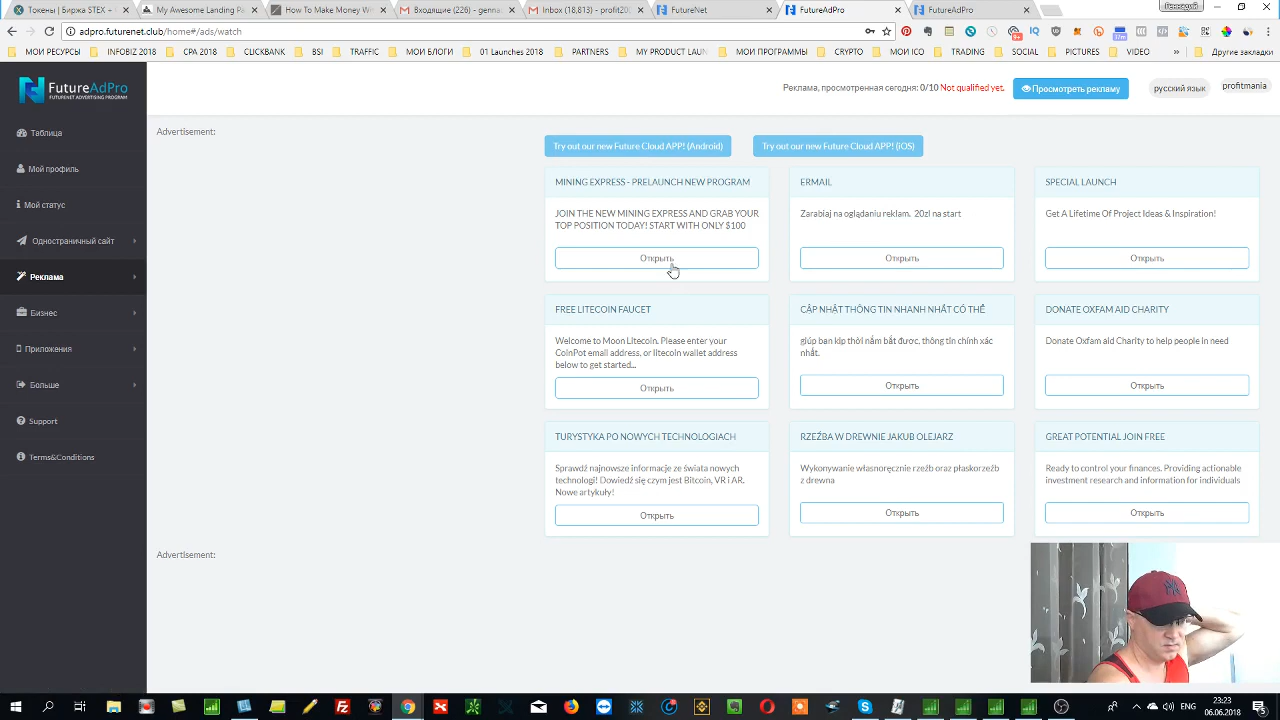 Токены | Биржа STEX +
My Awesome Landing Pa
How To Make Money Wi
Входящие (228) - profit
Inbox (18,813) - profit20
FutureNet
FutureAdPro
FutureAdPro
adpro.futurenet.club/home#/ads/watch
МОИ РЕСУРСЫ
INFOBIZ 2018
CPA 2018
CLICKBANK
ESI
TRAFFIC
МОИ БЛОГИ
01 Launches 2018
PARTNERS
MY PRODUCT LAUN
МОИ ПРОГРАММЫ
CRYPTO
МОИ ICO
TRADING
SOCIAL
PICTURES
VIDEO
»
Другие закладки
FutureAdPro
FUTURENET ADVERTISING PROGRAM
Реклама, просмотренная сегодня: 0/10 Not qualified yet.
Просмотреть рекламу
русский язык
profitmania
Таблица
Мой профиль
Мой статус
Одностраничный сайт
Реклама
Бизнес
Приложения
Больше
Support
Terms&Conditions
Advertisement:
Try out our new Future Cloud APP! (Android)
Try out our new Future Cloud APP! (iOS)
MINING EXPRESS - PRELAUNCH NEW PROGRAM
JOIN THE NEW MINING EXPRESS AND GRAB YOUR
TOP POSITION TODAY! START WITH ONLY $100
Открыть
ERMAIL
Zarabiaj na oglądaniu reklam. 20zl na start
Открыть
SPECIAL LAUNCH
Get A Lifetime Of Project Ideas & Inspiration!
Открыть
FREE LITECOIN FAUCET
Welcome to Moon Litecoin. Please enter your
CoinPot email address, or litecoin wallet address
below to get started...
Открыть
CẬP NHẬT THÔNG TIN NHANH NHẤT CÓ THỂ
giúp bạn kịp thời nắm bắt được, thông tin chính xác
nhất.
Открыть
DONATE OXFAM AID CHARITY
Donate Oxfam aid Charity to help people in need
Открыть
TURYSTYKA PO NOWYCH TECHNOLOGIACH
Sprawdź najnowsze informacje ze świata nowych
technologi! Dowiedź się czym jest Bitcoin, VR i AR.
Nowe artykuły!
Открыть
RZEŹBA W DREWNIE JAKUB OLEJARZ
Wykonywanie własnoręcznie rzeźb oraz płaskorzeźb
z drewna
Открыть
GREAT POTENTIAL JOIN FREE
Ready to control your finances. Providing actionable
investment research and information for individuals
Открыть
Advertisement:
23:22
06.06.2018